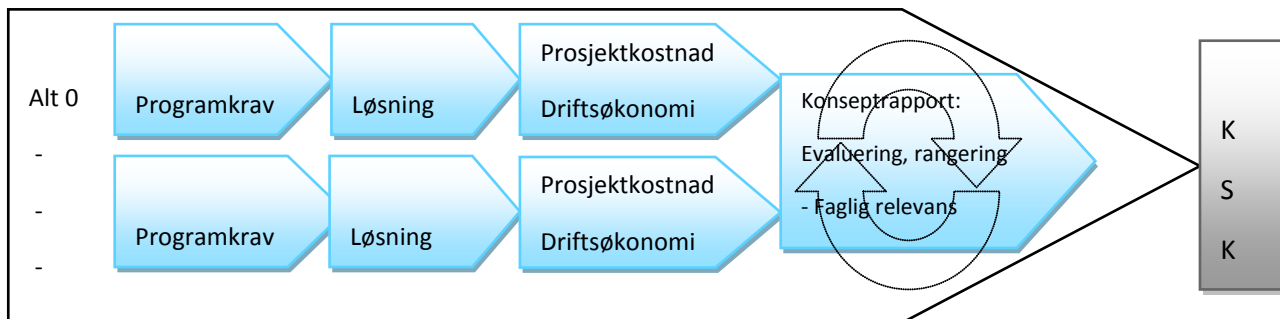 Alt 0
-
-
-
Programkrav
Løsning
Prosjektkostnad
Driftsøkonomi
Programkrav
Løsning
Prosjektkostnad
Driftsøkonomi
Konseptrapport:
Evaluering, rangering
- Faglig relevans
K
S
K